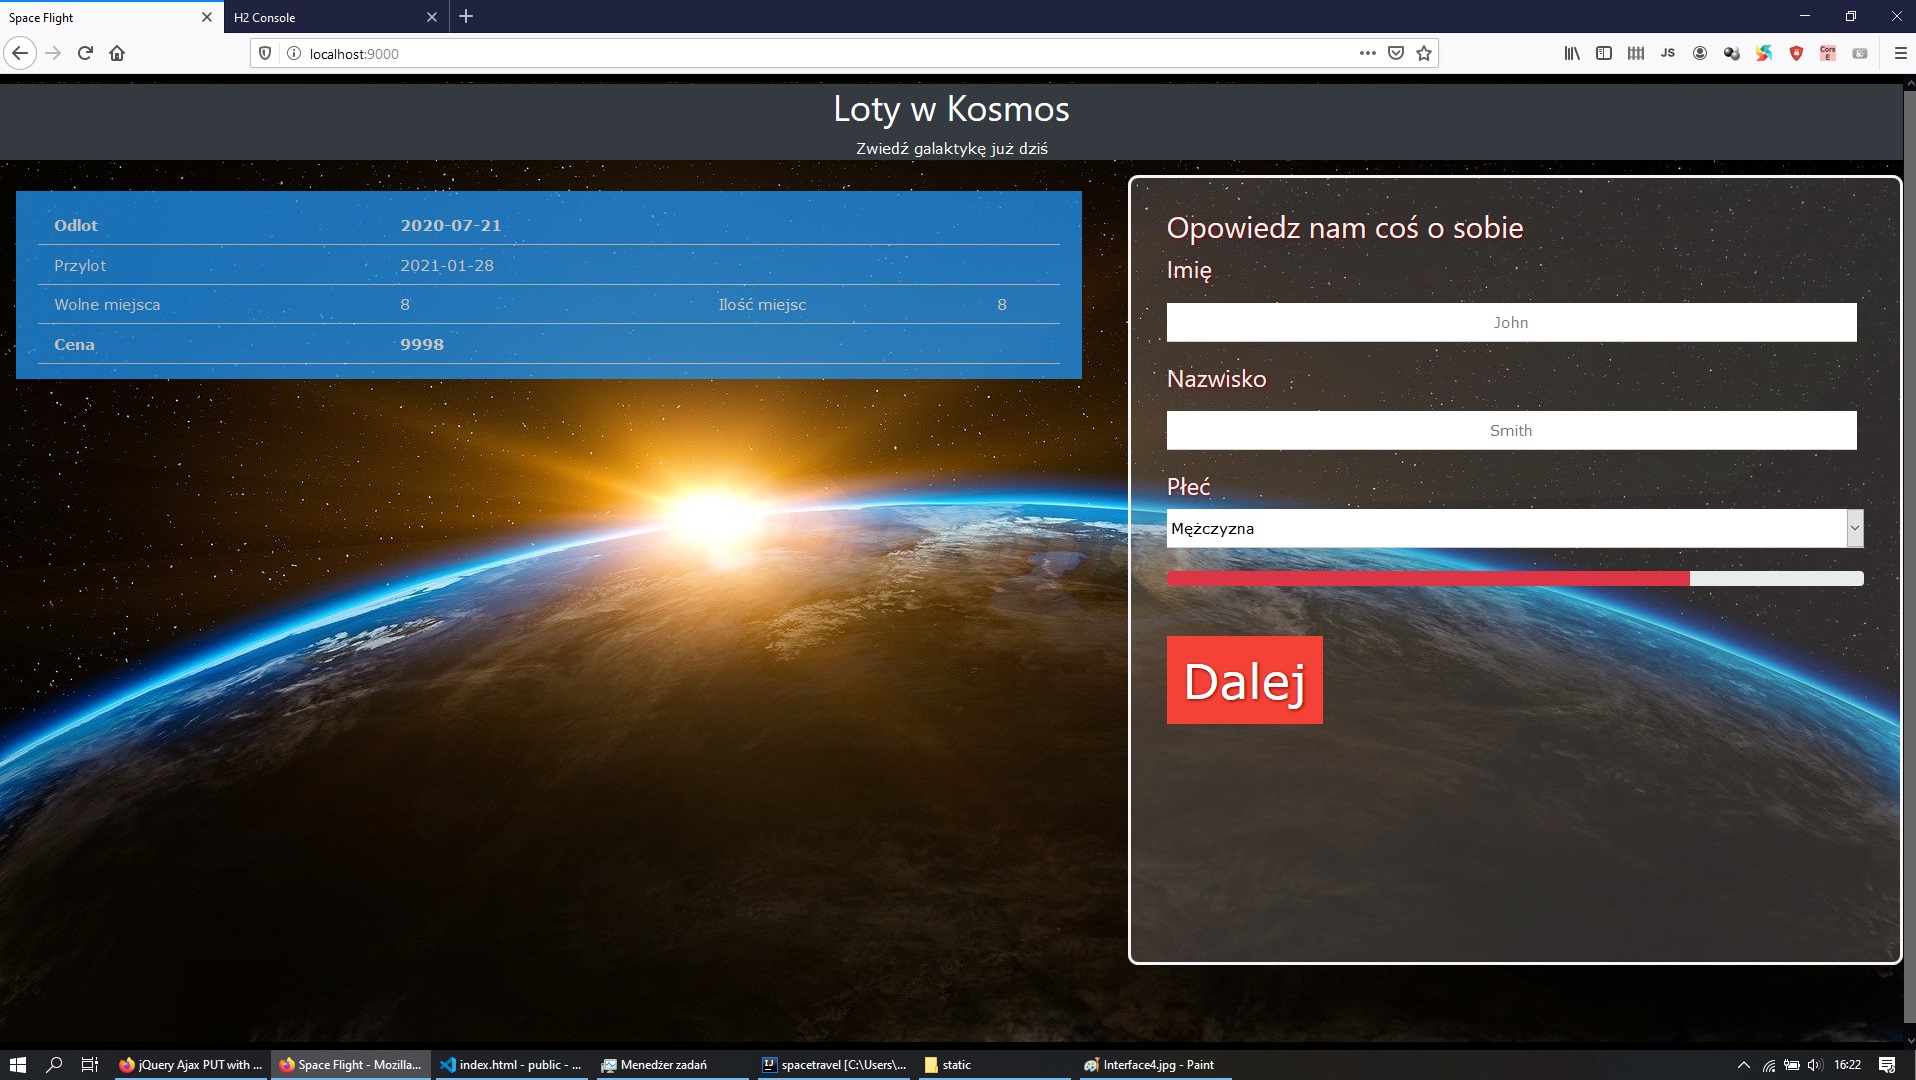 Space Flight
H2 Console
localhost:9000
JS
Cors
E
Loty w Kosmos
Zwiedź galaktykę już dziś
Odlot 2020-07-21
Przylot 2021-01-28
Wolne miejsca 8 Ilość miejsc 8
Cena 9998
Opowiedz nam coś o sobie
Imię
John
Nazwisko
Smith
Płeć
Mężczyzna
Dalej
jQuery Ajax PUT with ...
Space Flight - Mozilla...
index.html - public - ...
Menedżer zadań
IJ
spacetravel [C:\Users\...
static
Interface4.jpg - Paint
16:22